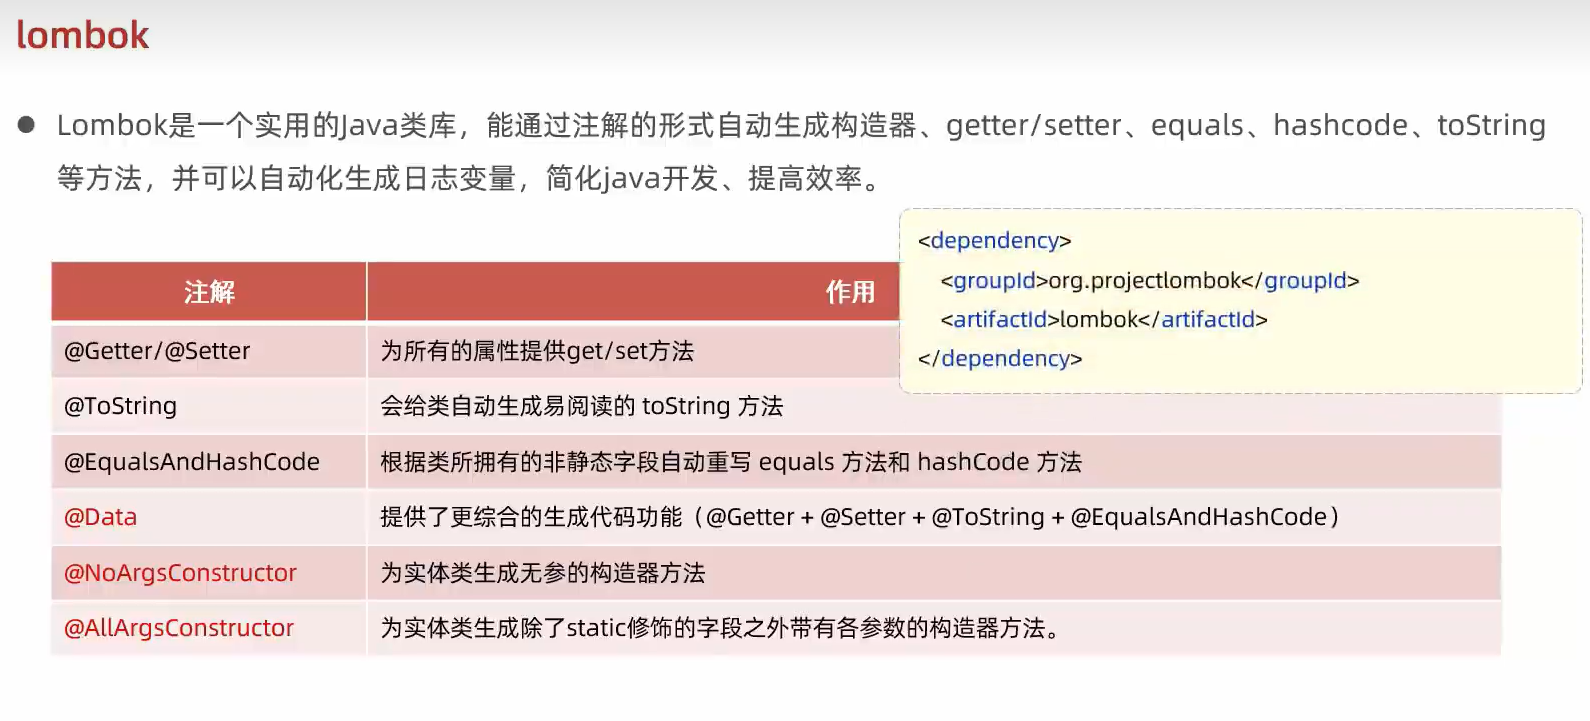 lombok
● Lombok是一个实用的Java类库，能通过注解的形式自动生成构造器、getter/setter、equals、hashcode、toString
等方法，并可以自动化生成日志变量，简化java开发、提高效率。
<dependency>
<groupId>org.projectlombok</groupId>
<artifactId>lombok</artifactId>
</dependency>
注解 作用
@Getter/@Setter 为所有的属性提供get/set方法
@ToString 会给类自动生成易阅读的 toString 方法
@EqualsAndHashCode 根据类所拥有的非静态字段自动重写 equals 方法和 hashCode 方法
@Data 提供了更综合的生成代码功能（@Getter + @Setter + @ToString + @EqualsAndHashCode）
@NoArgsConstructor 为实体类生成无参的构造器方法
@AllArgsConstructor 为实体类生成除了static修饰的字段之外带有各参数的构造器方法。